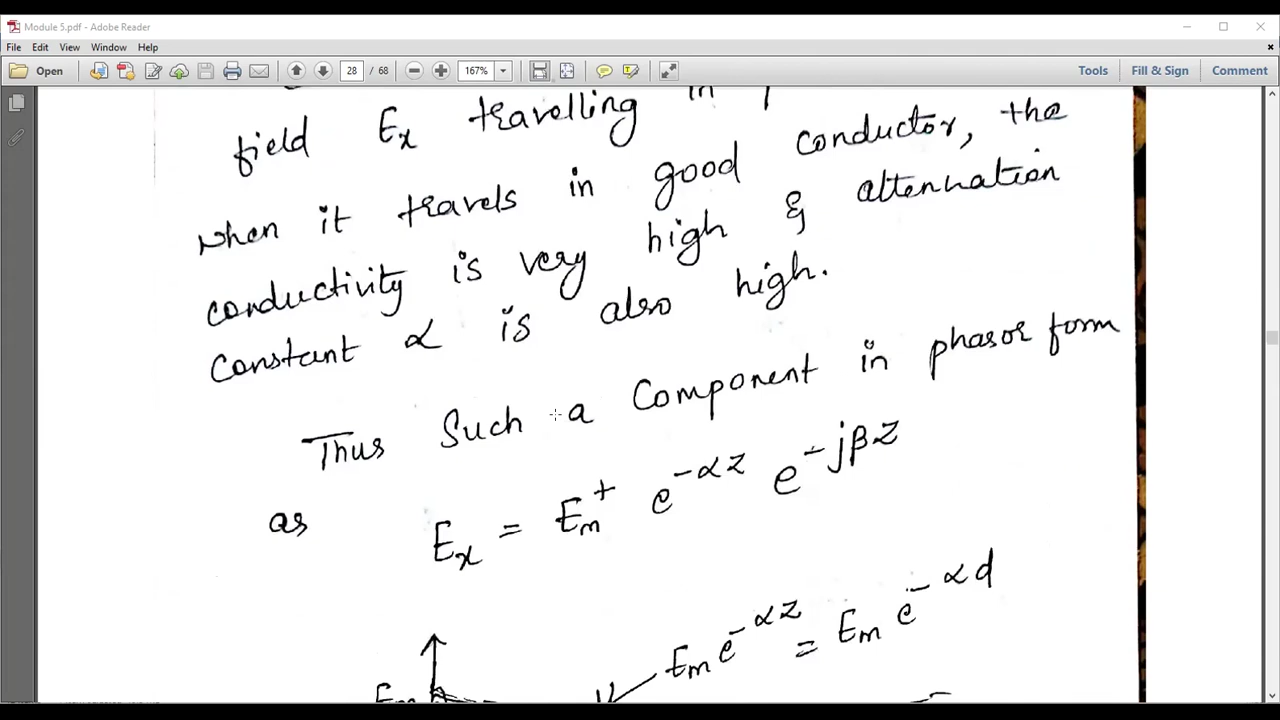 Module 5.pdf - Adobe Reader
File Edit View Window Help
Open 28 / 68 167% Tools Fill & Sign Comment
field Ex travelling in
when it travels in good conductor, the
conductivity is very high & attenuation
constant α is also high.
Thus Such a Component in phasor form
as Ex = Em⁺ e^-αz e^-jβz
Em e^-αz = Em e^-αd
Em